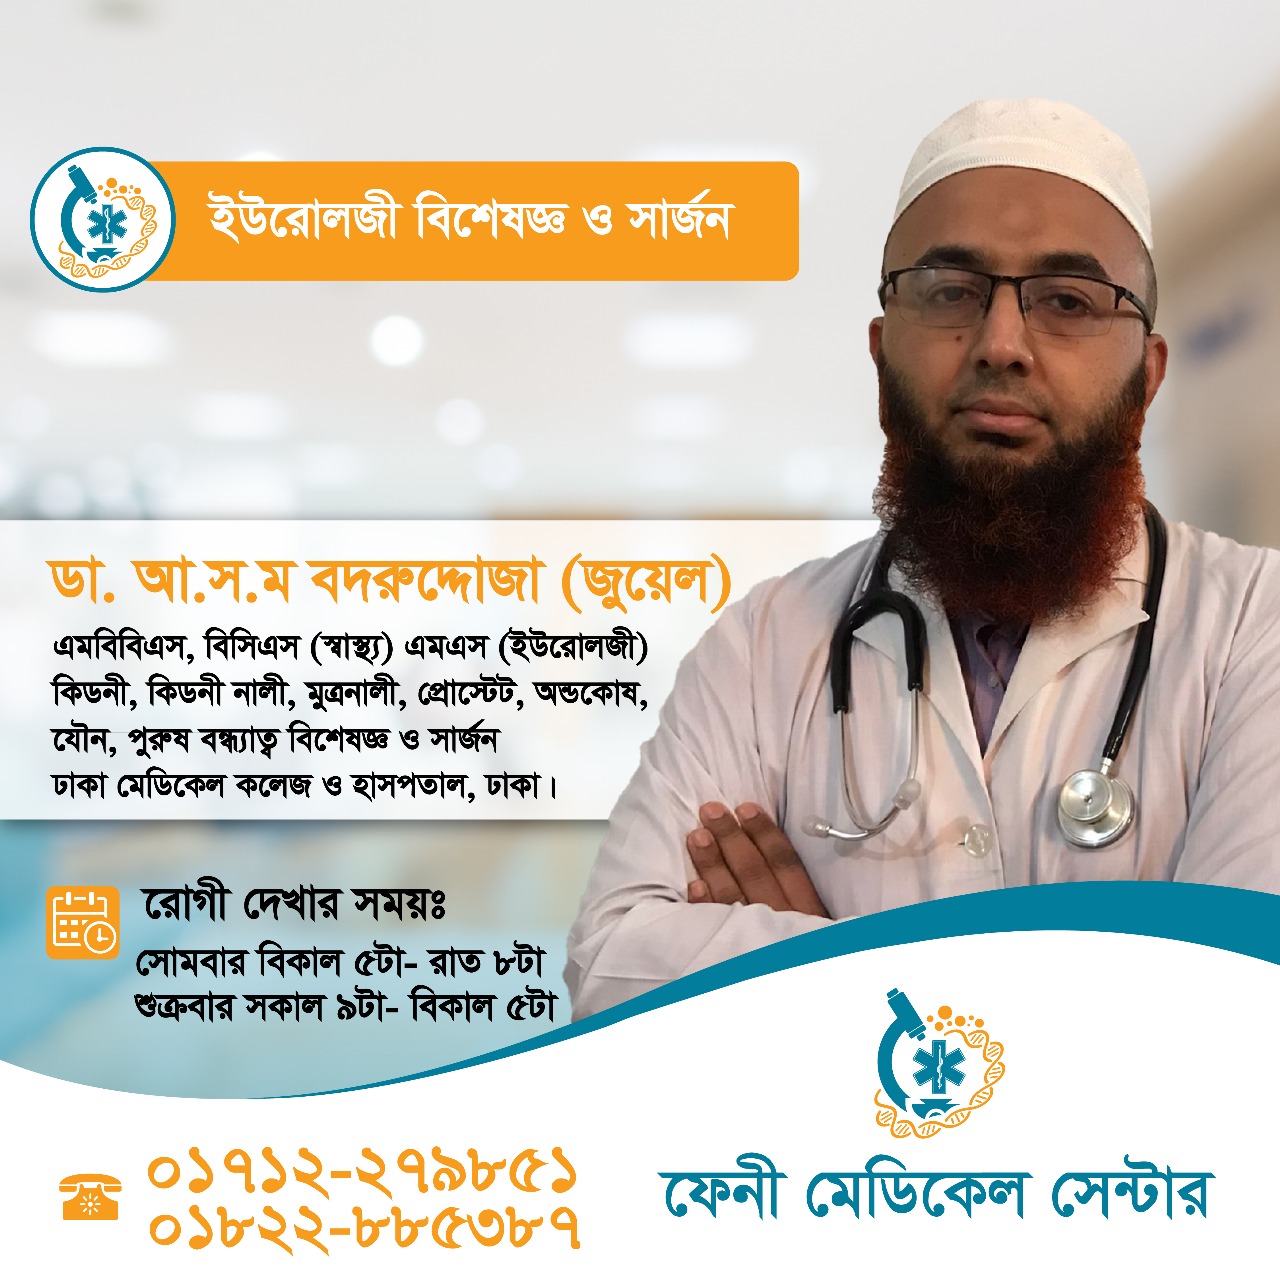 ইউরোলজী বিশেষজ্ঞ ও সার্জন
ডা. আ.স.ম বদরুদ্দোজা (জুয়েল)
এমবিবিএস, বিসিএস (স্বাস্থ্য) এমএস (ইউরোলজী)
কিডনী, কিডনী নালী, মুত্রনালী, প্রোস্টেট, অন্ডকোষ,
যৌন, পুরুষ বন্ধ্যাত্ব বিশেষজ্ঞ ও সার্জন
ঢাকা মেডিকেল কলেজ ও হাসপতাল, ঢাকা।
রোগী দেখার সময়ঃ
সোমবার বিকাল ৫টা- রাত ৮টা
শুক্রবার সকাল ৯টা- বিকাল ৫টা
০১৭১২-২৭৯৮৫১
০১৮২২-৮৮৫৩৮৭
ফেনী মেডিকেল সেন্টার